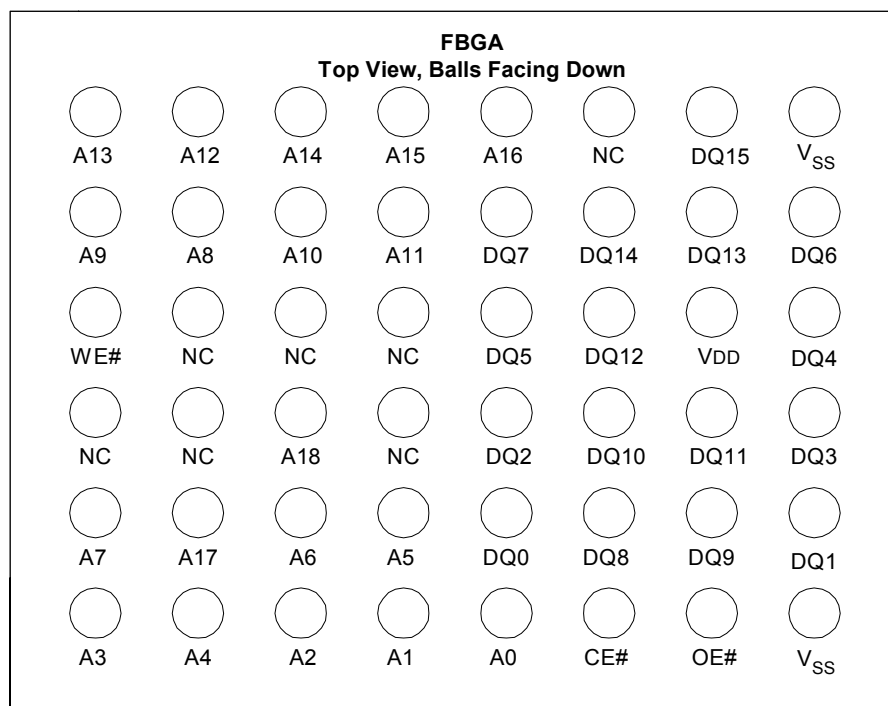 FBGA
Top View, Balls Facing Down
A13 A12 A14 A15 A16 NC DQ15 VSS
A9 A8 A10 A11 DQ7 DQ14 DQ13 DQ6
WE# NC NC NC DQ5 DQ12 VDD DQ4
NC NC A18 NC DQ2 DQ10 DQ11 DQ3
A7 A17 A6 A5 DQ0 DQ8 DQ9 DQ1
A3 A4 A2 A1 A0 CE# OE# VSS